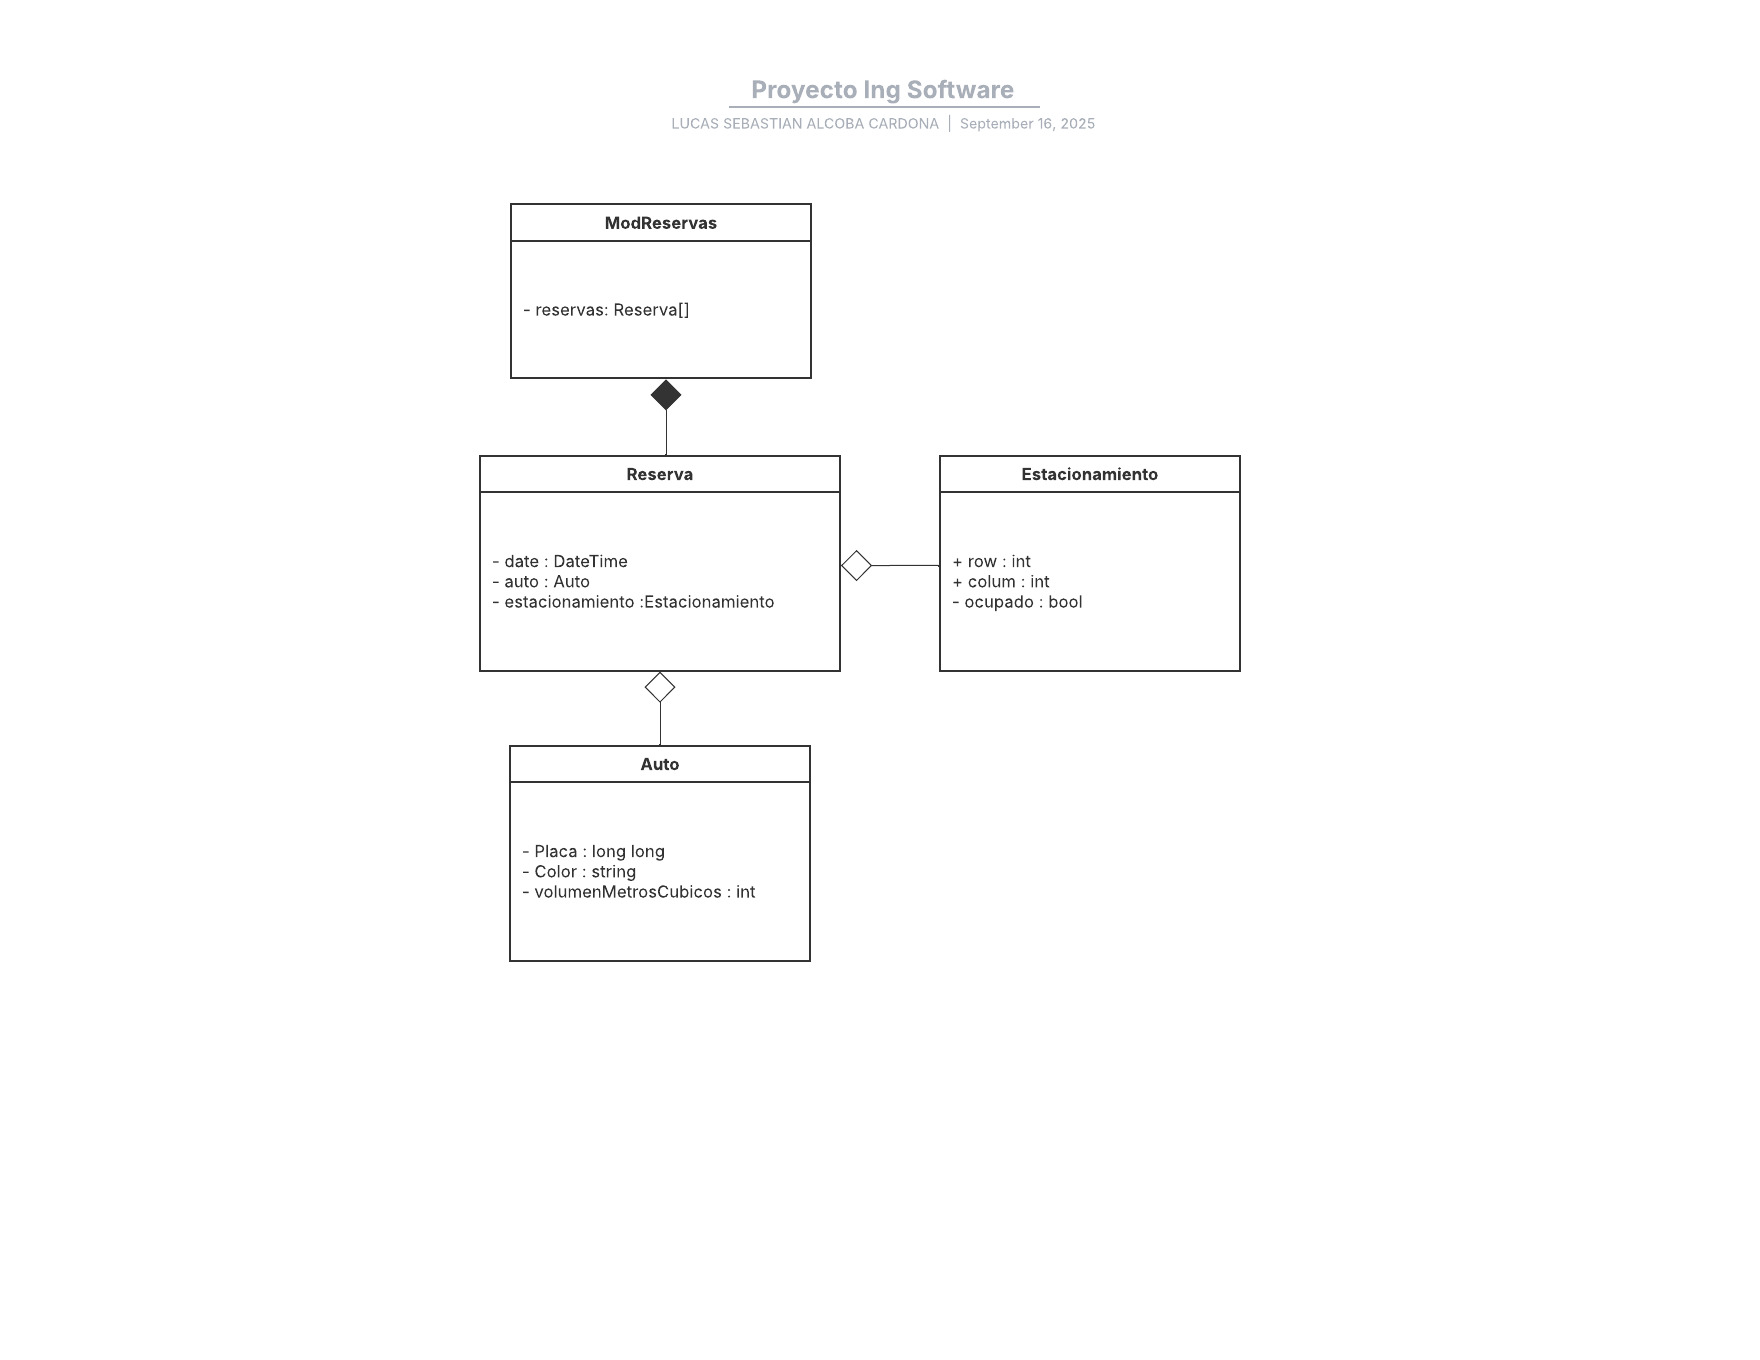 Proyecto Ing Software
LUCAS SEBASTIAN ALCOBA CARDONA | September 16, 2025
ModReservas
- reservas: Reserva[]
Reserva
- date : DateTime
- auto : Auto
- estacionamiento :Estacionamiento
Estacionamiento
+ row : int
+ colum : int
- ocupado : bool
Auto
- Placa : long long
- Color : string
- volumenMetrosCubicos : int